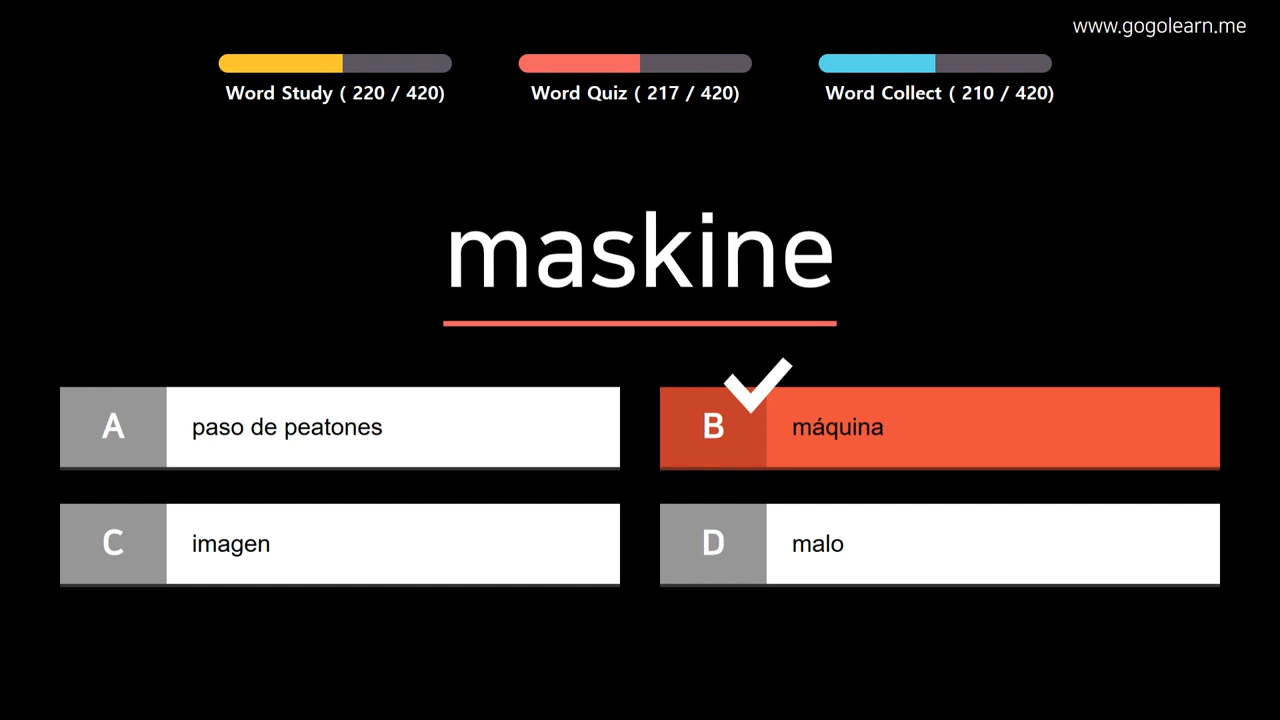 www.gogolearn.me
Word Study ( 220 / 420)
Word Quiz ( 217 / 420)
Word Collect ( 210 / 420)
maskine
A paso de peatones
B máquina
C imagen
D malo